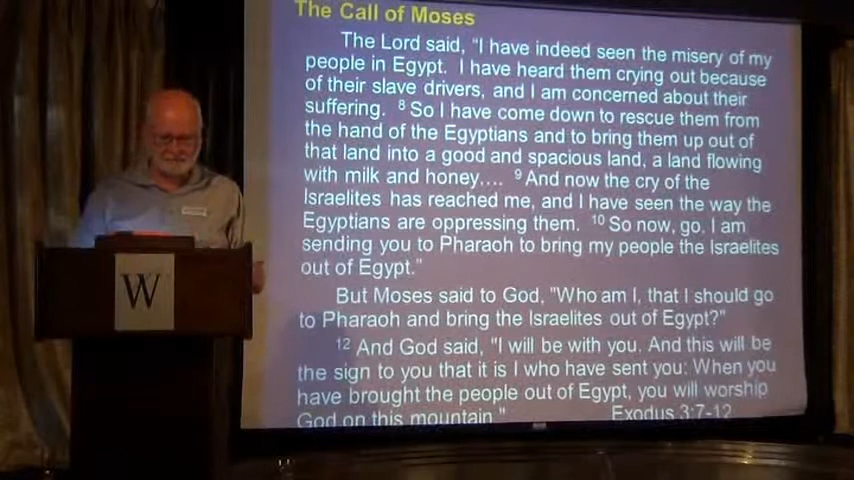 The Call of Moses
The Lord said, "I have indeed seen the misery of my
people in Egypt. I have heard them crying out because
of their slave drivers, and I am concerned about their
suffering. 8 So I have come down to rescue them from
the hand of the Egyptians and to bring them up out of
that land into a good and spacious land, a land flowing
with milk and honey.... 9 And now the cry of the
Israelites has reached me, and I have seen the way the
Egyptians are oppressing them. 10 So now, go, I am
sending you to Pharaoh to bring my people the Israelites
out of Egypt."
But Moses said to God, "Who am I, that I should go
to Pharaoh and bring the Israelites out of Egypt?"
12 And God said, "I will be with you. And this will be
the sign to you that it is I who have sent you: When you
have brought the people out of Egypt, you will worship
God on this mountain." Exodus 3:7-12
W